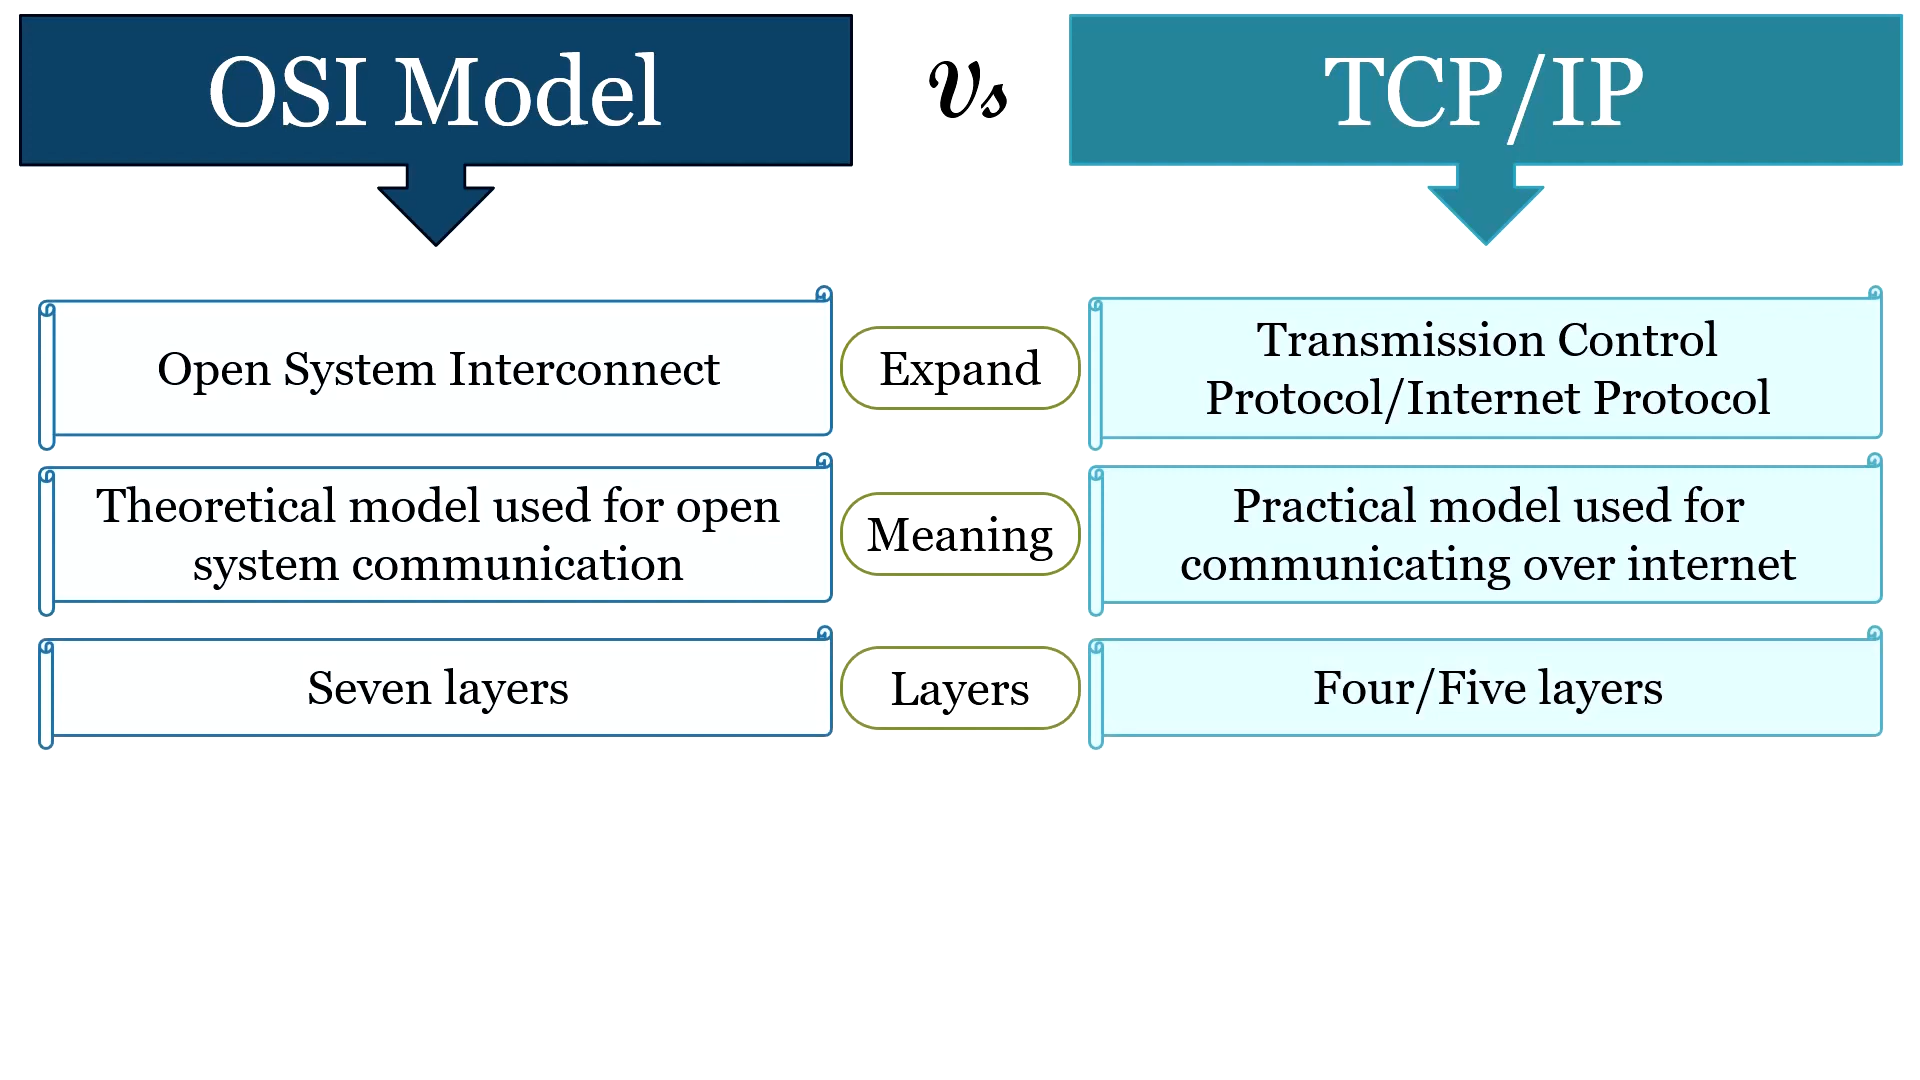 OSI Model
vs
TCP/IP
Open System Interconnect
Expand
Transmission Control
Protocol/Internet Protocol
Theoretical model used for open
system communication
Meaning
Practical model used for
communicating over internet
Seven layers
Layers
Four/Five layers